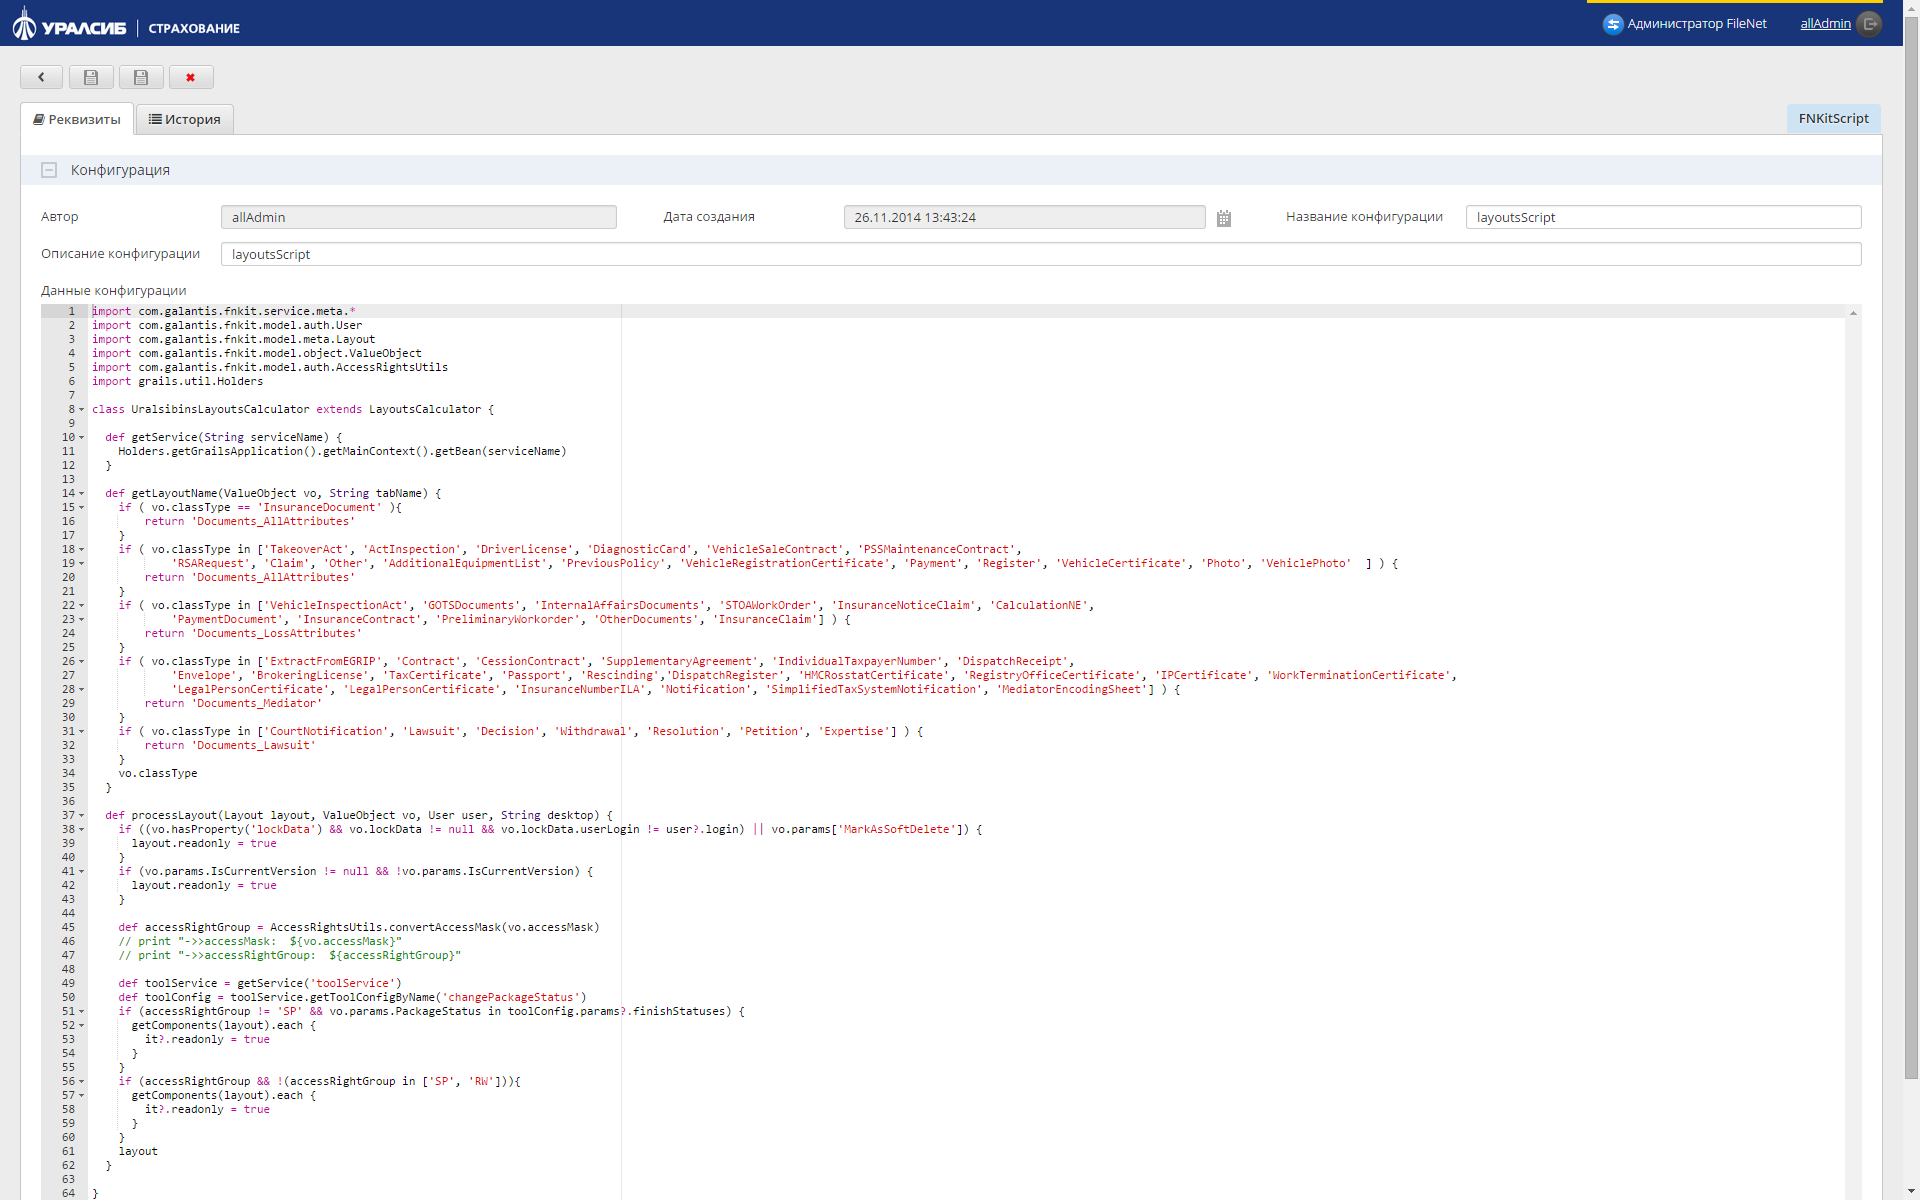 УРАЛСИБ | СТРАХОВАНИЕ
Администратор FileNet allAdmin
Реквизиты История FNKitScript
Конфигурация
Автор allAdmin Дата создания 26.11.2014 13:43:24 Название конфигурации layoutsScript
Описание конфигурации layoutsScript
Данные конфигурации
1 import com.galantis.fnkit.service.meta.*
2 import com.galantis.fnkit.model.auth.User
3 import com.galantis.fnkit.model.meta.Layout
4 import com.galantis.fnkit.model.object.ValueObject
5 import com.galantis.fnkit.model.auth.AccessRightsUtils
6 import grails.util.Holders
7
8 class UralsibinsLayoutsCalculator extends LayoutsCalculator {
9
10 def getService(String serviceName) {
11 Holders.getGrailsApplication().getMainContext().getBean(serviceName)
12 }
13
14 def getLayoutName(ValueObject vo, String tabName) {
15 if ( vo.classType == 'InsuranceDocument' ){
16 return 'Documents_AllAttributes'
17 }
18 if ( vo.classType in ['TakeoverAct', 'ActInspection', 'DriverLicense', 'DiagnosticCard', 'VehicleSaleContract', 'PSSMaintenanceContract',
19 'RSARequest', 'Claim', 'Other', 'AdditionalEquipmentList', 'PreviousPolicy', 'VehicleRegistrationCertificate', 'Payment', 'Register', 'VehicleCertificate', 'Photo', 'VehiclePhoto' ] ) {
20 return 'Documents_AllAttributes'
21 }
22 if ( vo.classType in ['VehicleInspectionAct', 'GOTSDocuments', 'InternalAffairsDocuments', 'STOAWorkOrder', 'InsuranceNoticeClaim', 'CalculationNE',
23 'PaymentDocument', 'InsuranceContract', 'PreliminaryWorkorder', 'OtherDocuments', 'InsuranceClaim'] ) {
24 return 'Documents_LossAttributes'
25 }
26 if ( vo.classType in ['ExtractFromEGRIP', 'Contract', 'CessionContract', 'SupplementaryAgreement', 'IndividualTaxpayerNumber', 'DispatchReceipt',
27 'Envelope', 'BrokeringLicense', 'TaxCertificate', 'Passport', 'Rescinding','DispatchRegister', 'HMCRosstatCertificate', 'RegistryOfficeCertificate', 'IPCertificate', 'WorkTerminationCertificate',
28 'LegalPersonCertificate', 'LegalPersonCertificate', 'InsuranceNumberILA', 'Notification', 'SimplifiedTaxSystemNotification', 'MediatorEncodingSheet'] ) {
29 return 'Documents_Mediator'
30 }
31 if ( vo.classType in ['CourtNotification', 'Lawsuit', 'Decision', 'Withdrawal', 'Resolution', 'Petition', 'Expertise'] ) {
32 return 'Documents_Lawsuit'
33 }
34 vo.classType
35 }
36
37 def processLayout(Layout layout, ValueObject vo, User user, String desktop) {
38 if ((vo.hasProperty('lockData') && vo.lockData != null && vo.lockData.userLogin != user?.login) || vo.params['MarkAsSoftDelete']) {
39 layout.readonly = true
40 }
41 if (vo.params.IsCurrentVersion != null && !vo.params.IsCurrentVersion) {
42 layout.readonly = true
43 }
44
45 def accessRightGroup = AccessRightsUtils.convertAccessMask(vo.accessMask)
46 // print "->>accessMask: ${vo.accessMask}"
47 // print "->>accessRightGroup: ${accessRightGroup}"
48
49 def toolService = getService('toolService')
50 def toolConfig = toolService.getToolConfigByName('changePackageStatus')
51 if (accessRightGroup != 'SP' && vo.params.PackageStatus in toolConfig.params?.finishStatuses) {
52 getComponents(layout).each {
53 it?.readonly = true
54 }
55 }
56 if (accessRightGroup && !(accessRightGroup in ['SP', 'RW'])){
57 getComponents(layout).each {
58 it?.readonly = true
59 }
60 }
61 layout
62 }
63
64 }